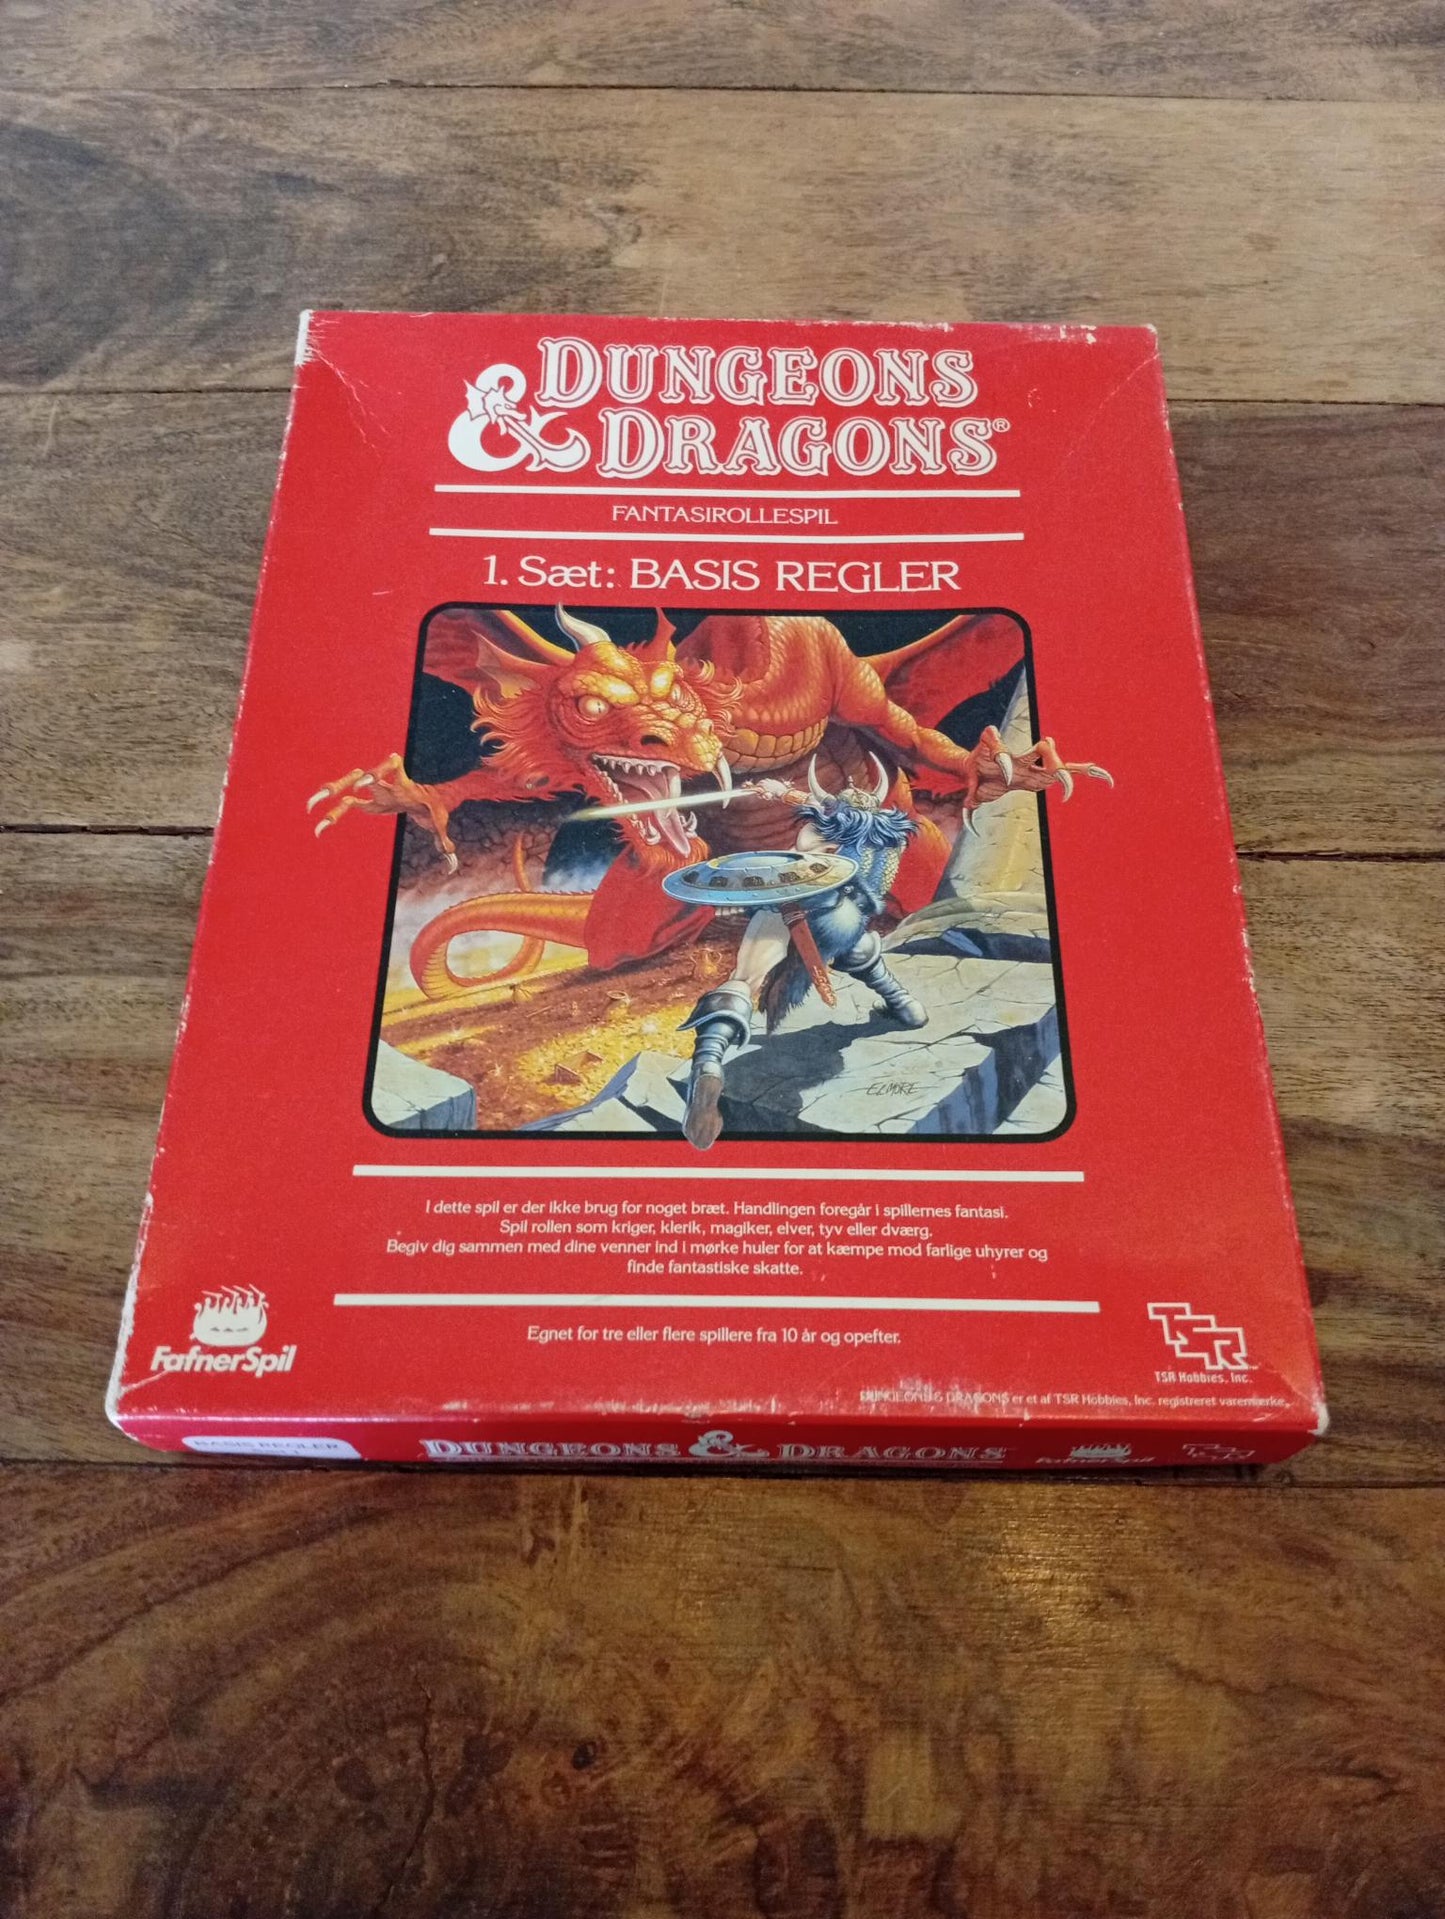 DUNGEONS
& DRAGONS®
FANTASIROLLESPIL
1. Sæt: BASIS REGLER
ELMORE
I dette spil er der ikke brug for noget bræt. Handlingen foregår i spillernes fantasi.
Spil rollen som kriger, klerik, magiker, elver, tyv eller dværg.
Begiv dig sammen med dine venner ind i mørke huler for at kæmpe mod farlige uhyrer og
finde fantastiske skatte.
Egnet for tre eller flere spillere fra 10 år og opefter.
FafnerSpil
TSR
TSR Hobbies, Inc.
DUNGEONS & DRAGONS er et af TSR Hobbies, Inc. registreret varemærke.
BASIS REGLER
DUNGEONS & DRAGONS
FafnerSpil
TSR